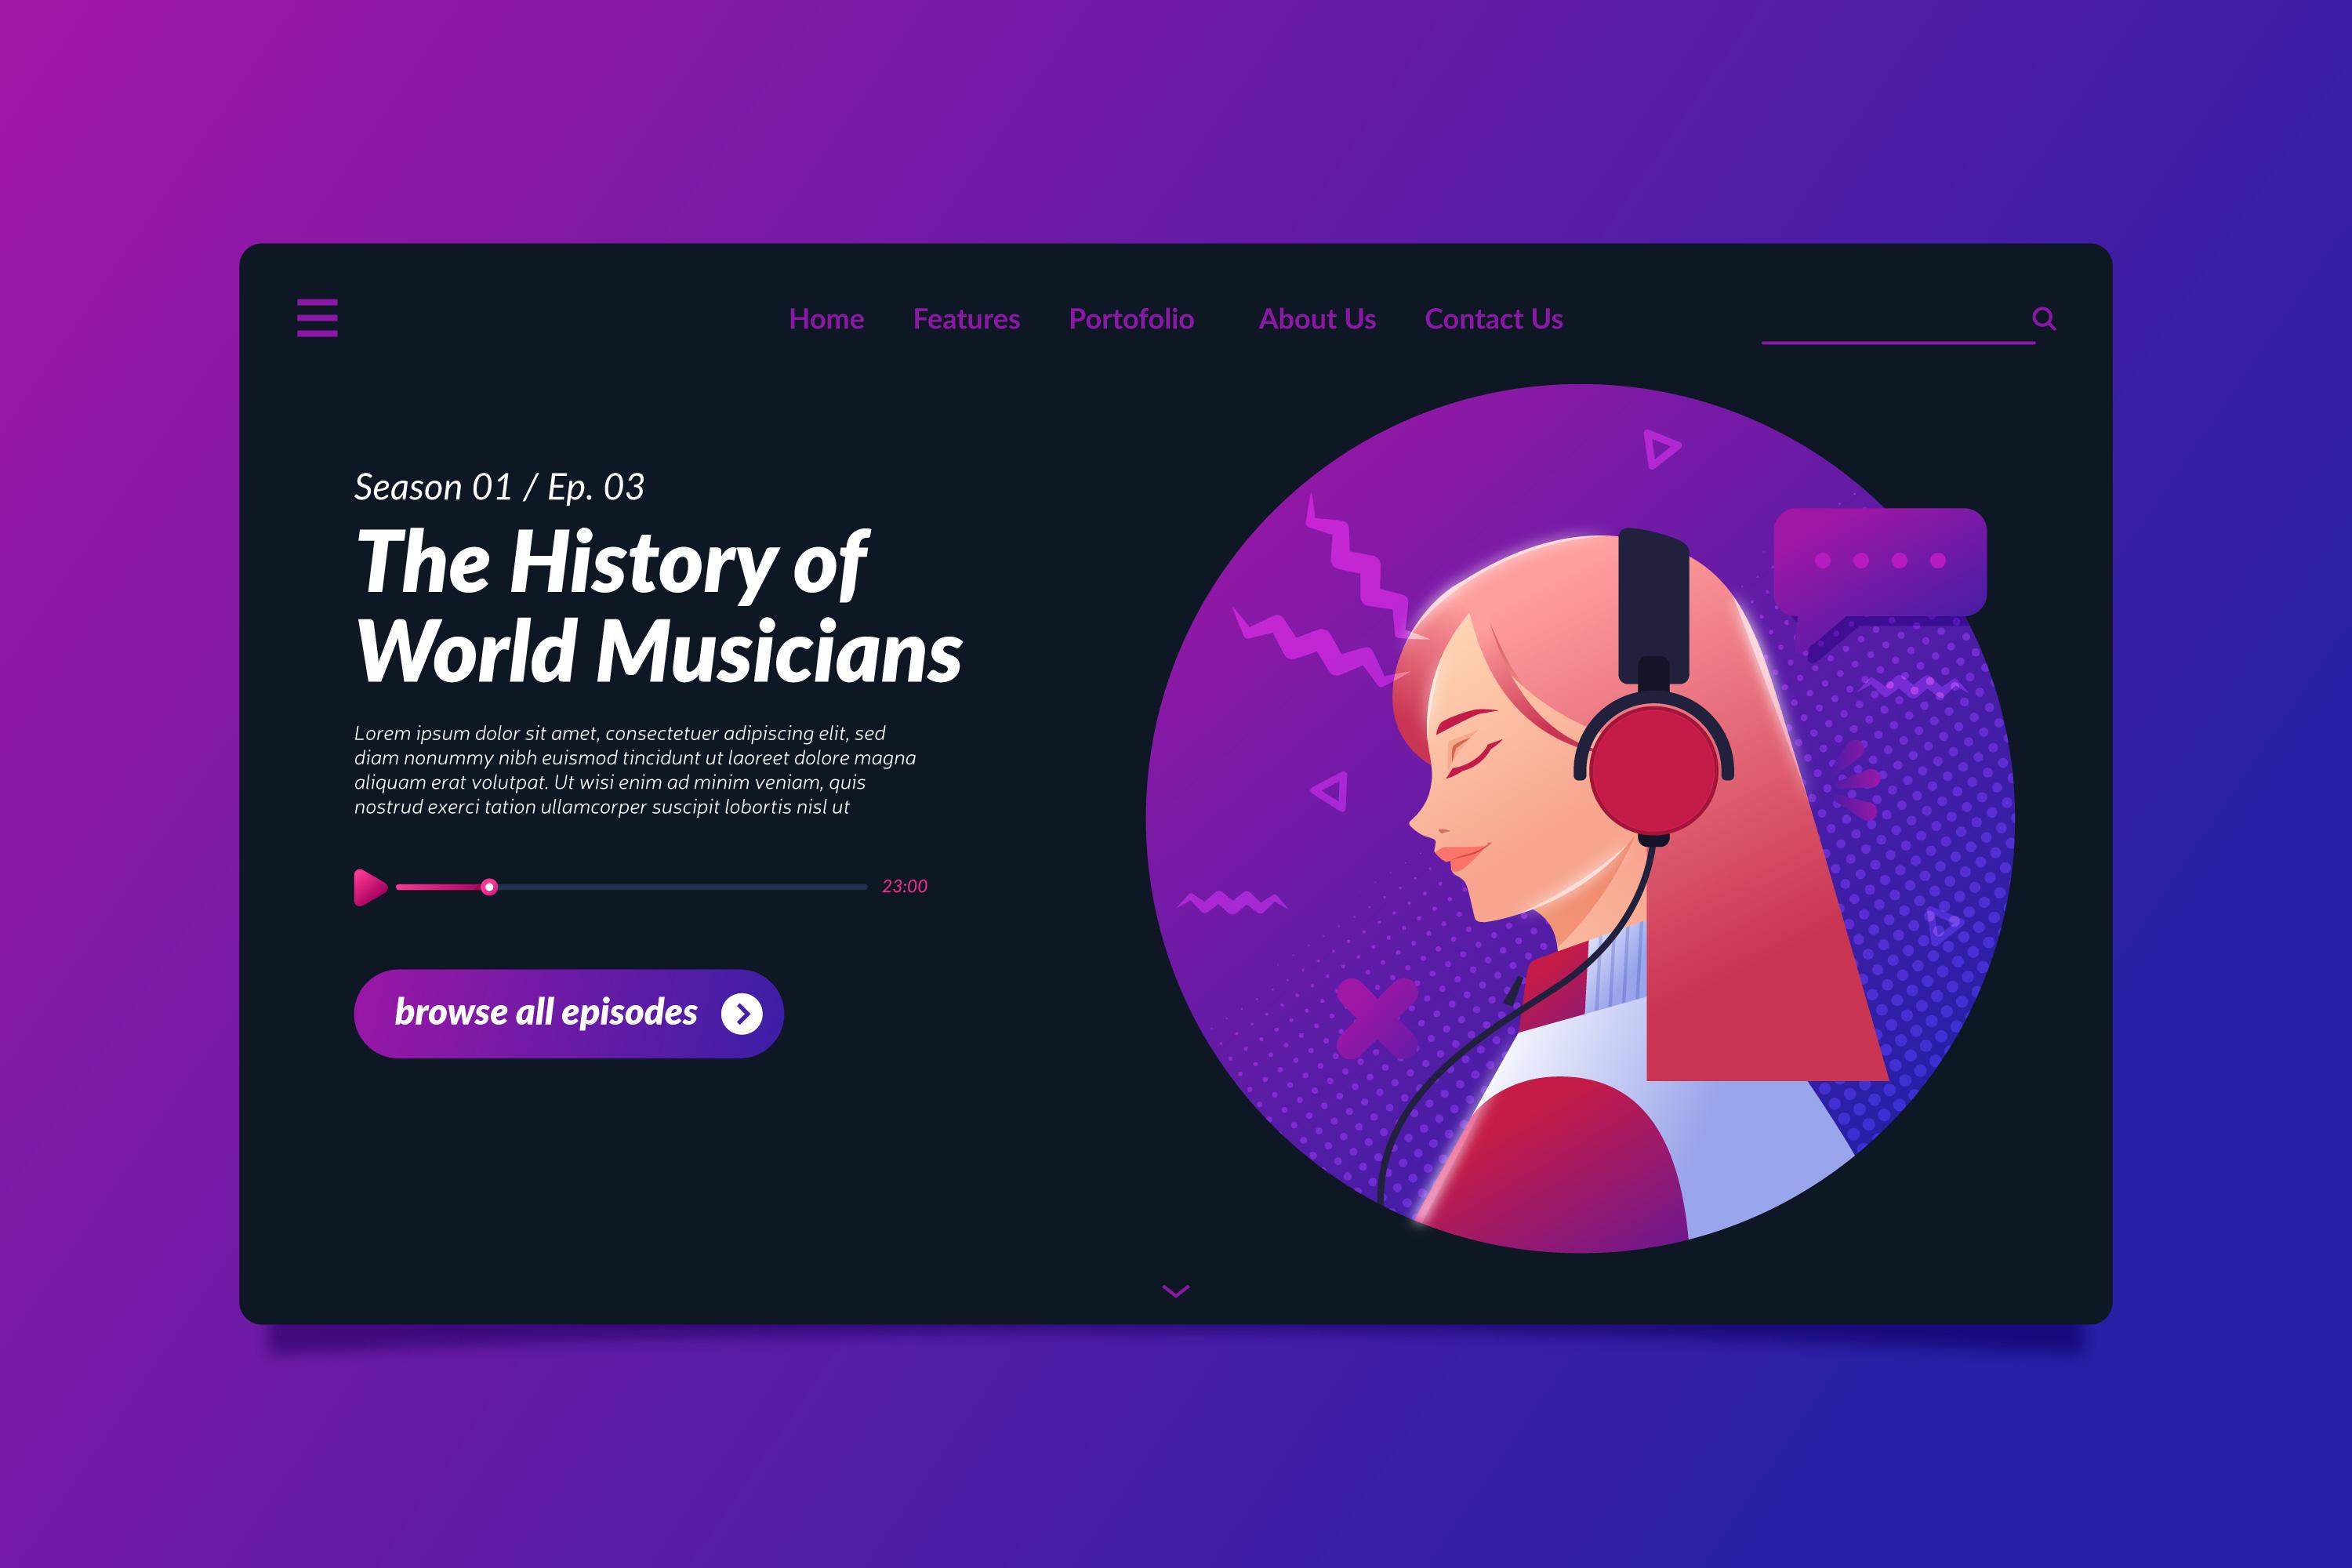 Home Features Portofolio About Us Contact Us
Season 01 / Ep. 03
The History of
World Musicians
Lorem ipsum dolor sit amet, consectetuer adipiscing elit, sed
diam nonummy nibh euismod tincidunt ut laoreet dolore magna
aliquam erat volutpat. Ut wisi enim ad minim veniam, quis
nostrud exerci tation ullamcorper suscipit lobortis nisl ut
23:00
browse all episodes